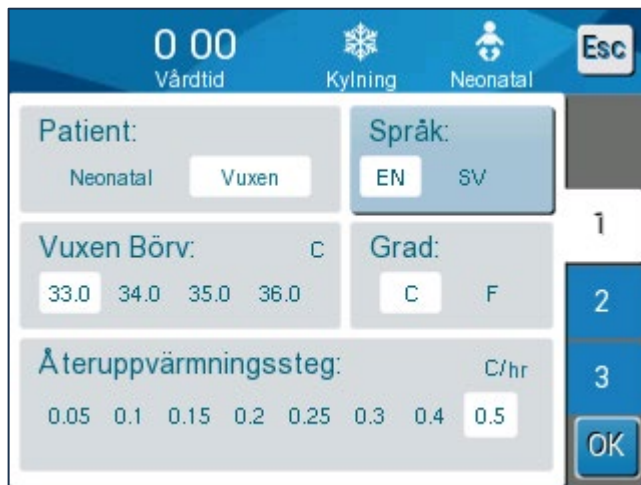 0 00
Vårdtid
Kylning
Neonatal
Esc
Patient:
Neonatal Vuxen
Språk:
EN SV
Vuxen Börv: C
33.0 34.0 35.0 36.0
Grad:
C F
Återuppvärmningssteg: C/hr
0.05 0.1 0.15 0.2 0.25 0.3 0.4 0.5
1
2
3
OK